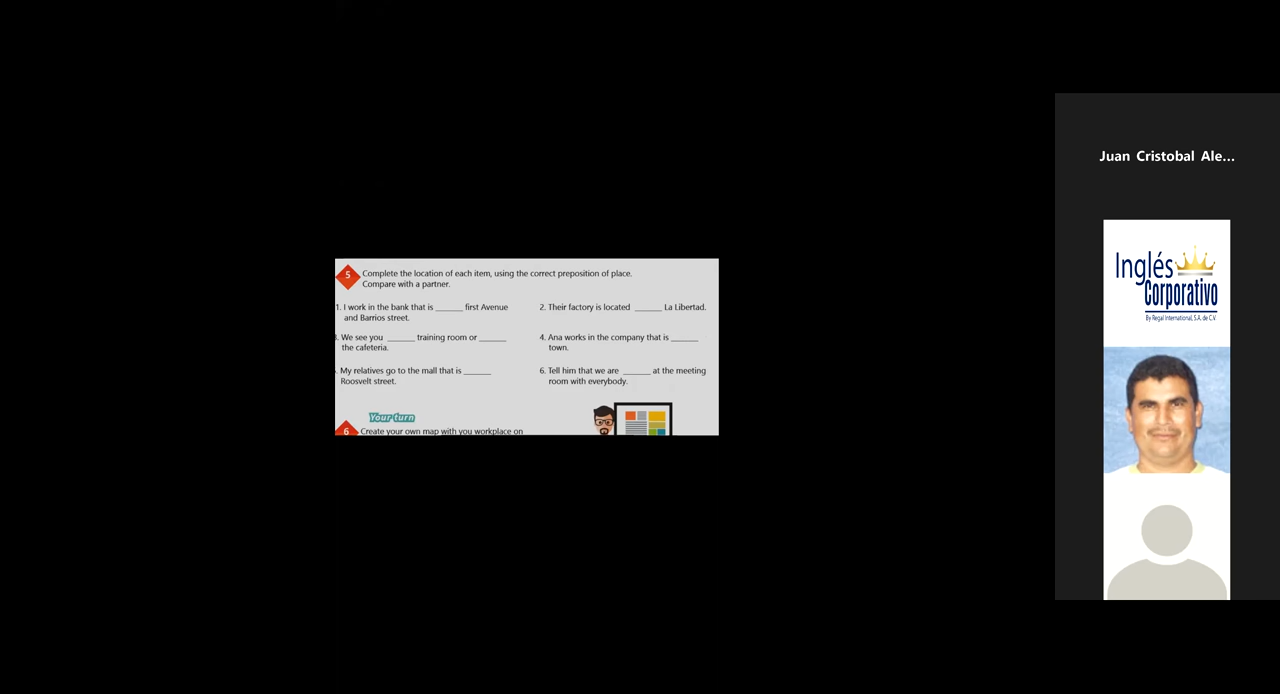 5
Complete the location of each item, using the correct preposition of place.
Compare with a partner.
1. I work in the bank that is ______ first Avenue
and Barrios street.
2. Their factory is located ______ La Libertad.
. We see you ______ training room or ______
the cafeteria.
4. Ana works in the company that is ______
town.
. My relatives go to the mall that is ______
Roosvelt street.
6. Tell him that we are ______ at the meeting
room with everybody.
Your turn
6
Create your own map with you workplace on
Juan Cristobal Ale...
Inglés
Corporativo
By Regal International, S.A. de C.V.